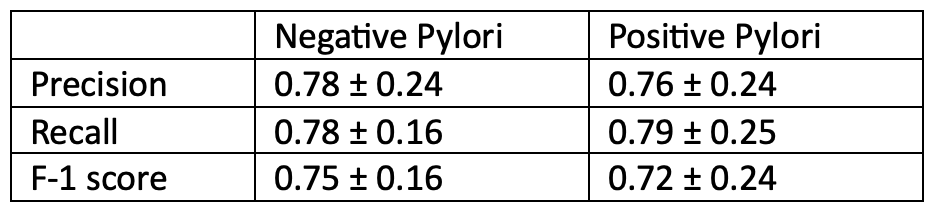 Negative Pylori Positive Pylori
Precision 0.78 ± 0.24 0.76 ± 0.24
Recall 0.78 ± 0.16 0.79 ± 0.25
F-1 score 0.75 ± 0.16 0.72 ± 0.24